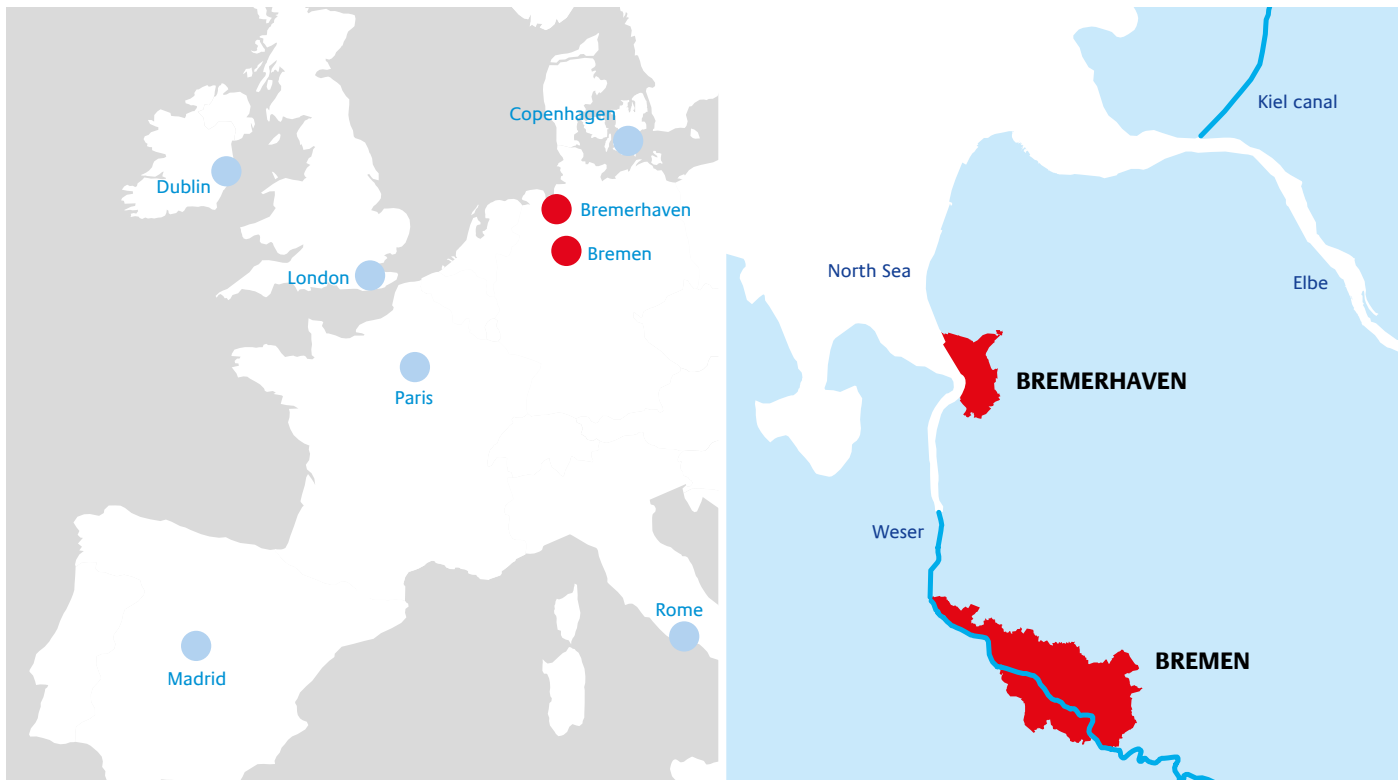 Copenhagen
Dublin
Bremerhaven
Bremen
London
Paris
Rome
Madrid
Kiel canal
North Sea
Elbe
BREMERHAVEN
Weser
BREMEN